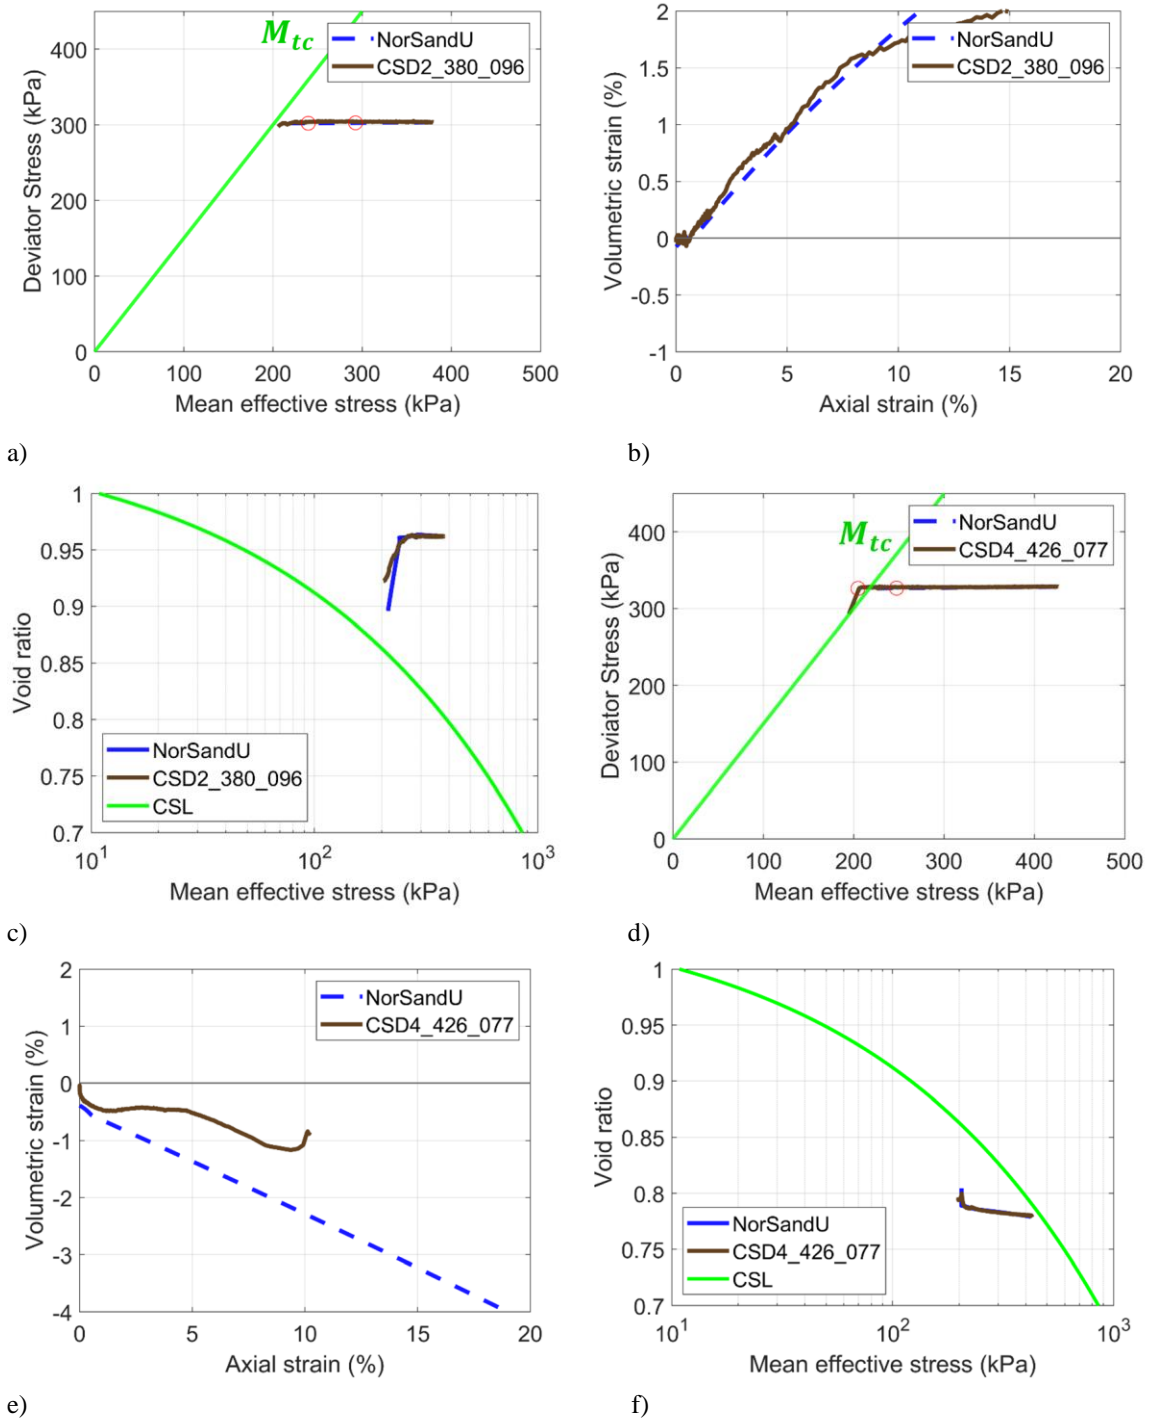 M_tc
NorSandU
CSD2_380_096
Deviator Stress (kPa)
400
300
200
100
0
0 100 200 300 400 500
Mean effective stress (kPa)
a)
NorSandU
CSD2_380_096
Volumetric strain (%)
2
1.5
1
0.5
0
-0.5
-1
0 5 10 15 20
Axial strain (%)
b)
Void ratio
1
0.95
0.9
0.85
0.8
0.75
0.7
NorSandU
CSD2_380_096
CSL
10^1 10^2 10^3
Mean effective stress (kPa)
c)
M_tc
NorSandU
CSD4_426_077
Deviator Stress (kPa)
400
300
200
100
0
0 100 200 300 400 500
Mean effective stress (kPa)
d)
NorSandU
CSD4_426_077
Volumetric strain (%)
2
1
0
-1
-2
-3
-4
0 5 10 15 20
Axial strain (%)
e)
Void ratio
1
0.95
0.9
0.85
0.8
0.75
0.7
NorSandU
CSD4_426_077
CSL
10^1 10^2 10^3
Mean effective stress (kPa)
f)